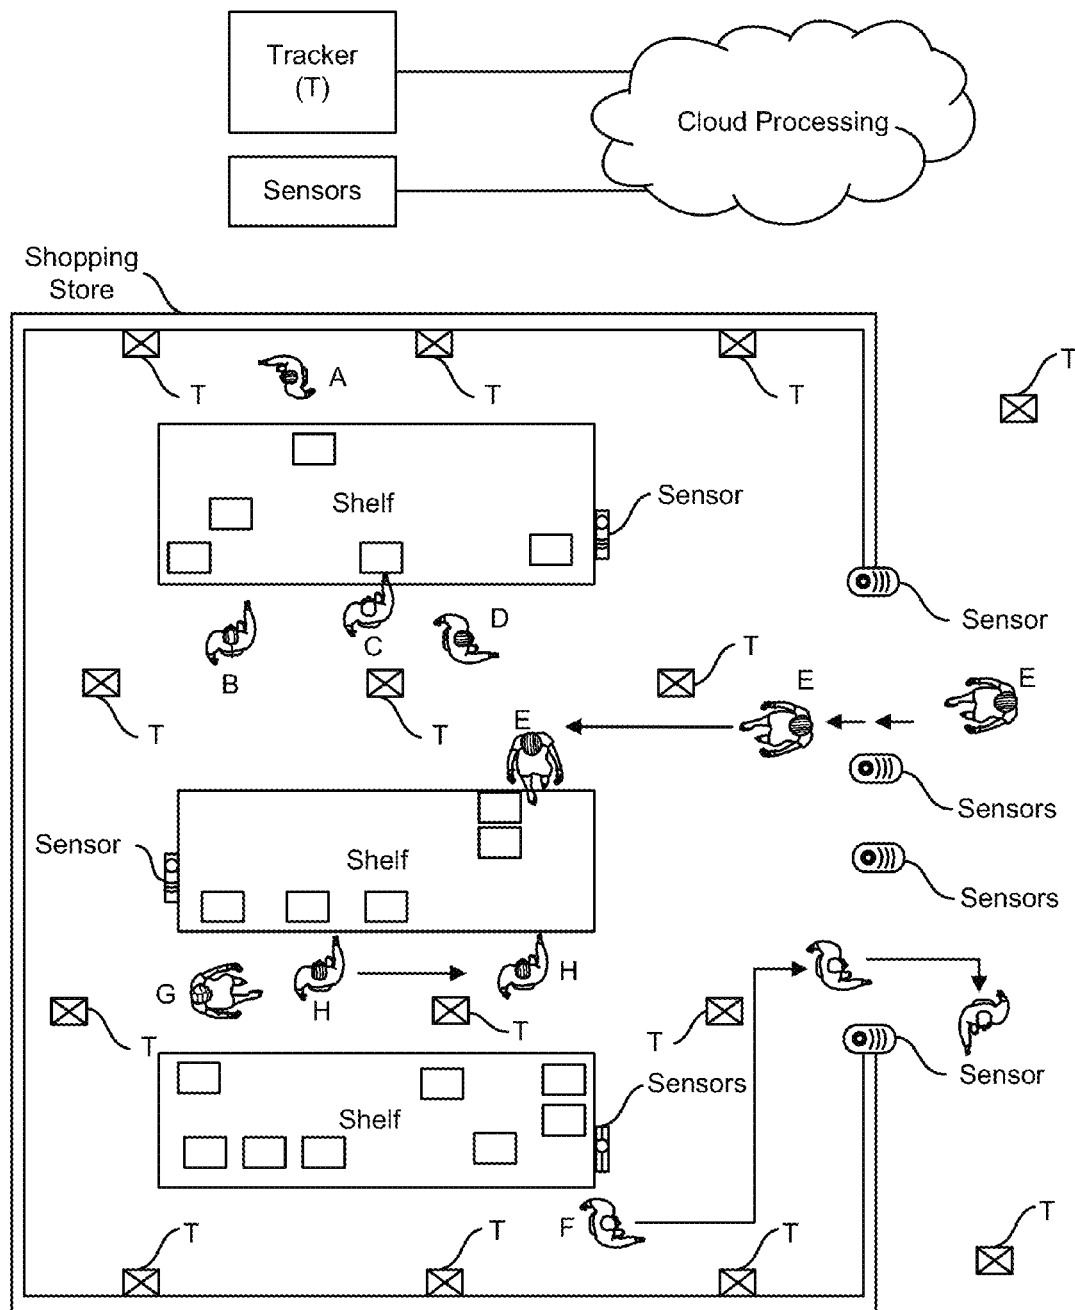 Tracker
(T)
Cloud Processing
Sensors
Shopping
Store
A
T
T
T
T
Shelf
Sensor
Sensor
D
C
B
T
E
E
E
T
T
Sensors
Sensor
Shelf
Sensors
G
H
H
T
T
T
Sensor
Sensors
Shelf
F
T
T
T
T